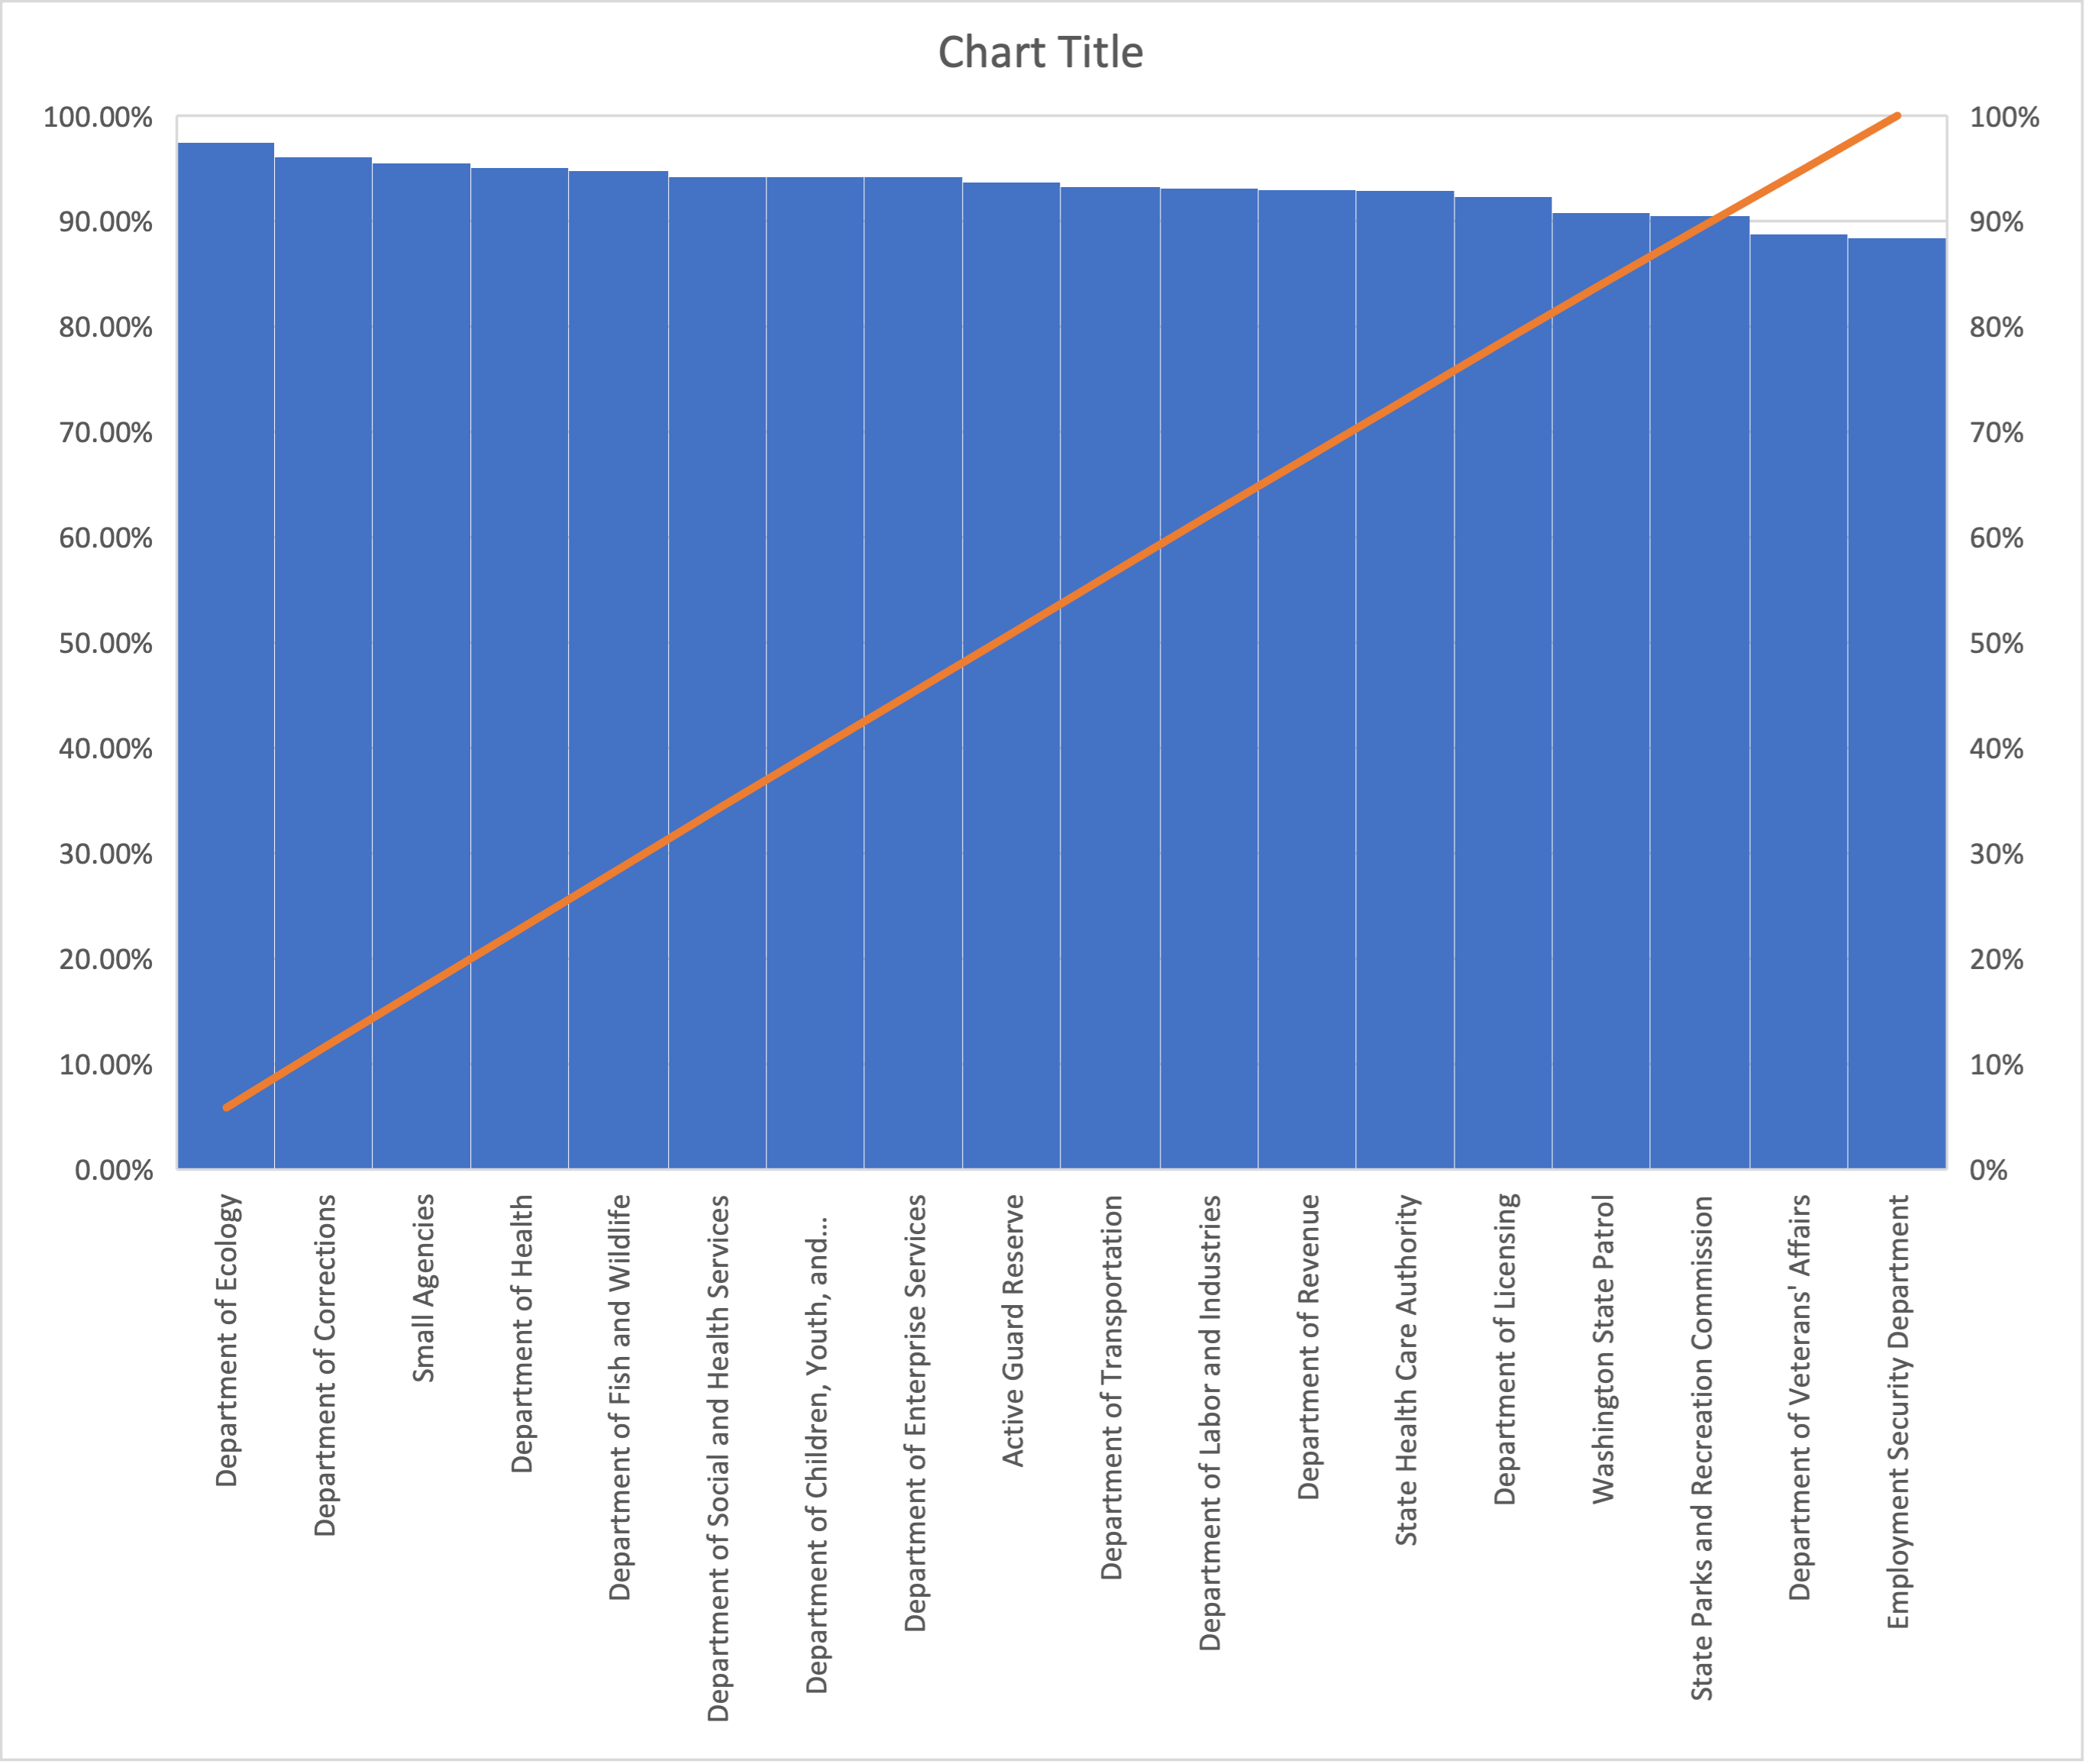 Chart Title
100.00%
90.00%
80.00%
70.00%
60.00%
50.00%
40.00%
30.00%
20.00%
10.00%
0.00%
100%
90%
80%
70%
60%
50%
40%
30%
20%
10%
0%
Department of Ecology
Department of Corrections
Small Agencies
Department of Health
Department of Fish and Wildlife
Department of Social and Health Services
Department of Children, Youth, and...
Department of Enterprise Services
Active Guard Reserve
Department of Transportation
Department of Labor and Industries
Department of Revenue
State Health Care Authority
Department of Licensing
Washington State Patrol
State Parks and Recreation Commission
Department of Veterans' Affairs
Employment Security Department